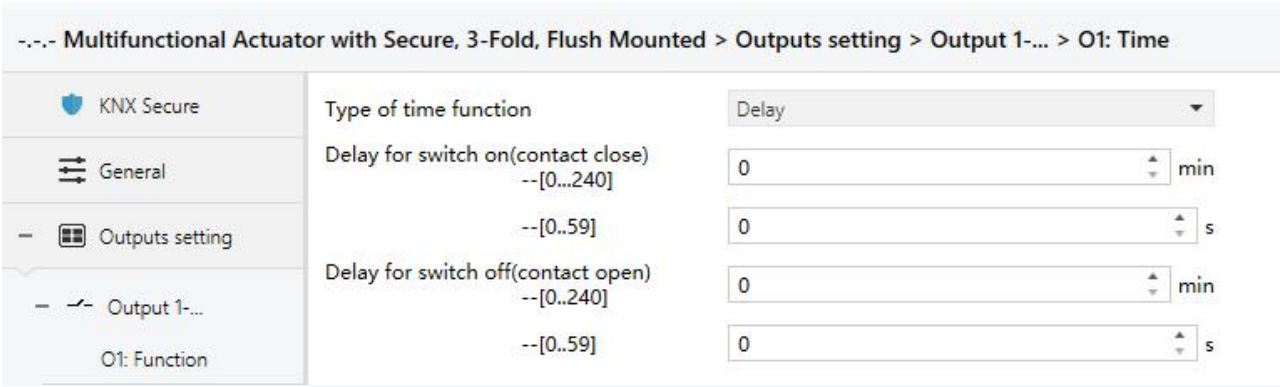 -.-.- Multifunctional Actuator with Secure, 3-Fold, Flush Mounted > Outputs setting > Output 1-... > O1: Time
KNX Secure
General
Outputs setting
Output 1-...
O1: Function
Type of time function
Delay
Delay for switch on(contact close)
--[0...240]
0
min
--[0..59]
0
s
Delay for switch off(contact open)
--[0..240]
0
min
--[0..59]
0
s